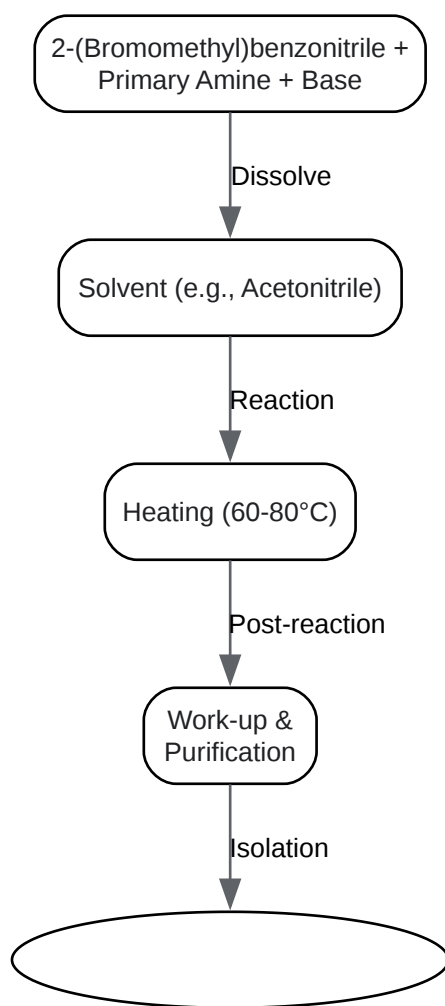 2-(Bromomethyl)benzonitrile +
Primary Amine + Base
Dissolve
Solvent (e.g., Acetonitrile)
Reaction
Heating (60-80°C)
Post-reaction
Work-up &
Purification
Isolation